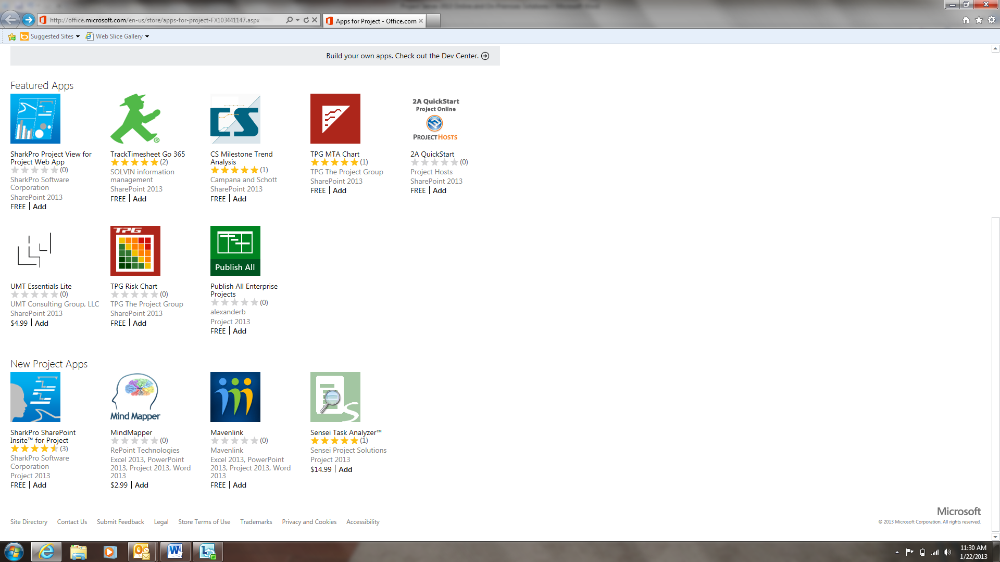 http://office.microsoft.com/en-us/store/apps-for-project-FX103441147.aspx
Apps for Project - Office.com
Suggested Sites
Web Slice Gallery
Build your own apps. Check out the Dev Center.
Featured Apps
2A QuickStart
Project Online
PROJECTHOSTS
CS
SharkPro Project View for
Project Web App
(0)
SharkPro Software
Corporation
SharePoint 2013
FREE | Add
TrackTimesheet Go 365
(2)
SOLVIN information
management
SharePoint 2013
FREE | Add
CS Milestone Trend
Analysis
(1)
Campana and Schott
SharePoint 2013
FREE | Add
TPG MTA Chart
(1)
TPG The Project Group
SharePoint 2013
FREE | Add
2A QuickStart
(0)
Project Hosts
SharePoint 2013
FREE | Add
TPG
Publish All
UMT Essentials Lite
(0)
UMT Consulting Group, LLC
SharePoint 2013
$4.99 | Add
TPG Risk Chart
(0)
TPG The Project Group
SharePoint 2013
FREE | Add
Publish All Enterprise
Projects
(0)
alexanderb
Project 2013
FREE | Add
New Project Apps
Mind Mapper
SharkPro SharePoint
Insite™ for Project
(3)
SharkPro Software
Corporation
Project 2013
FREE | Add
MindMapper
(0)
RePoint Technologies
Excel 2013, PowerPoint
2013, Project 2013, Word
2013
$2.99 | Add
Mavenlink
(0)
Mavenlink
Excel 2013, PowerPoint
2013, Project 2013, Word
2013
FREE | Add
Sensei Task Analyzer™
(1)
Sensei Project Solutions
Project 2013
$14.99 | Add
Microsoft
Site Directory Contact Us Submit Feedback Legal Store Terms of Use Trademarks Privacy and Cookies Accessibility
© 2013 Microsoft Corporation. All rights reserved.
11:30 AM
1/22/2013